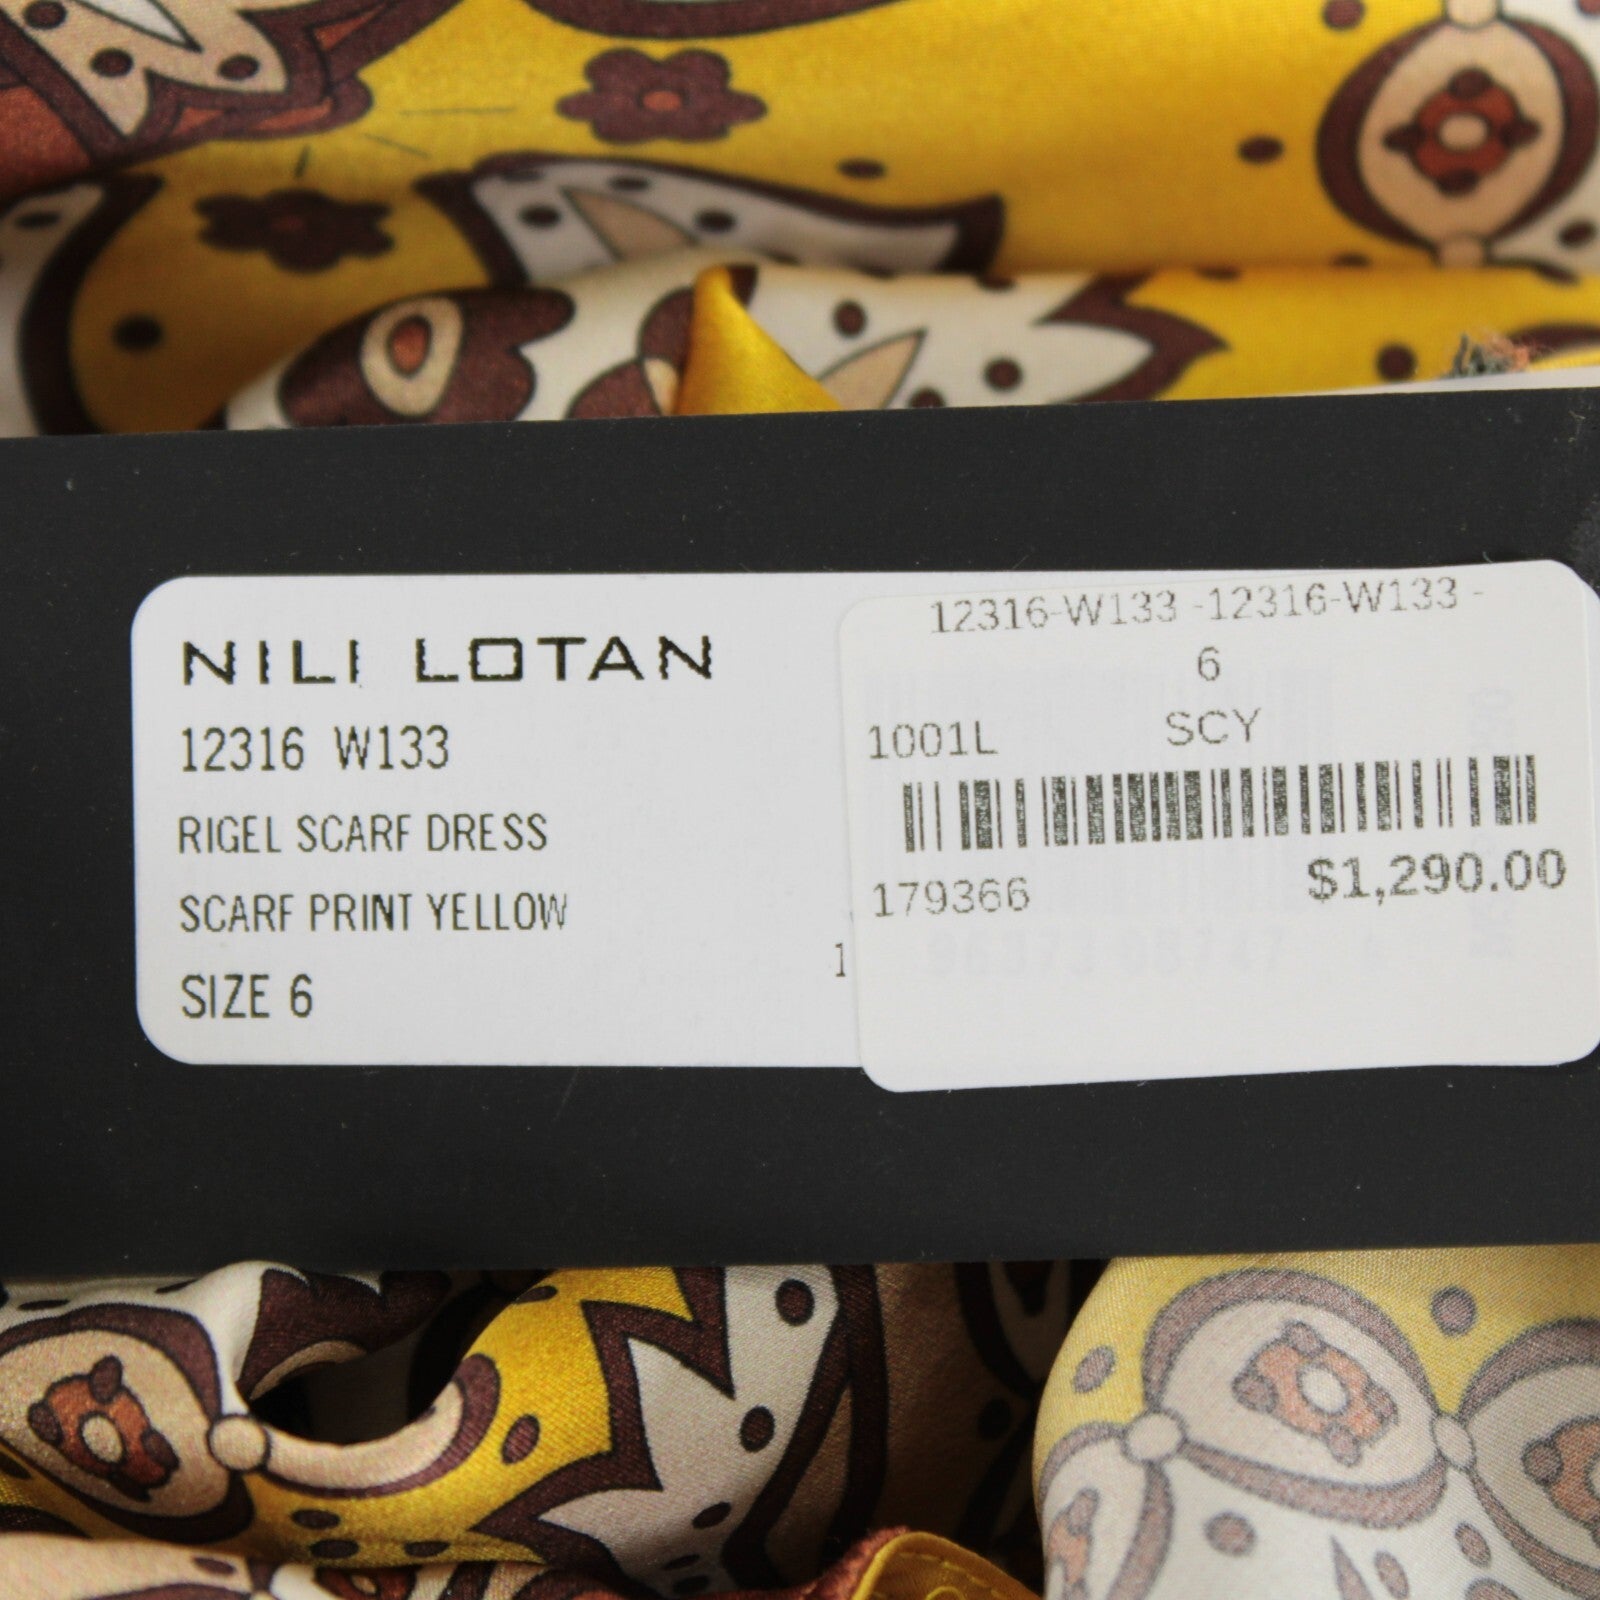 NILI LOTAN
12316 W133
RIGEL SCARF DRESS
SCARF PRINT YELLOW
SIZE 6
1
12316-W133 -12316-W133 -
6
1001L SCY
179366 $1,290.00